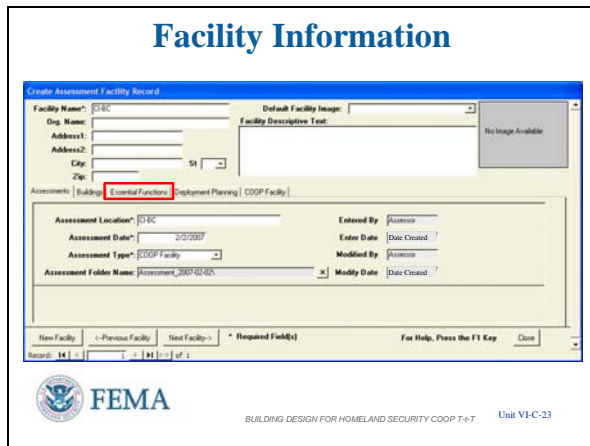 Facility Information
Create Assessment Facility Record
Facility Name*: CI-BC
Default Facility Image:
Org. Name:
Facility Descriptive Text:
No Image Available
Address1:
Address2:
City:
St
Zip:
Assessments Buildings Essential Functions Deployment Planning COOP Facility
Assessment Location*: CI-BC
Entered By Assessor
Assessment Date*: 2/2/2007
Enter Date Date Created
Assessment Type*: COOP Facility
Modified By Assessor
Assessment Folder Name: Assessment_2007-02-02\
X Modify Date Date Created
New Facility <-Previous Facility Next Facility-> * Required Field(s) For Help, Press the F1 Key Close
Record: 1 of 1
FEMA
BUILDING DESIGN FOR HOMELAND SECURITY COOP T-t-T
Unit VI-C-23